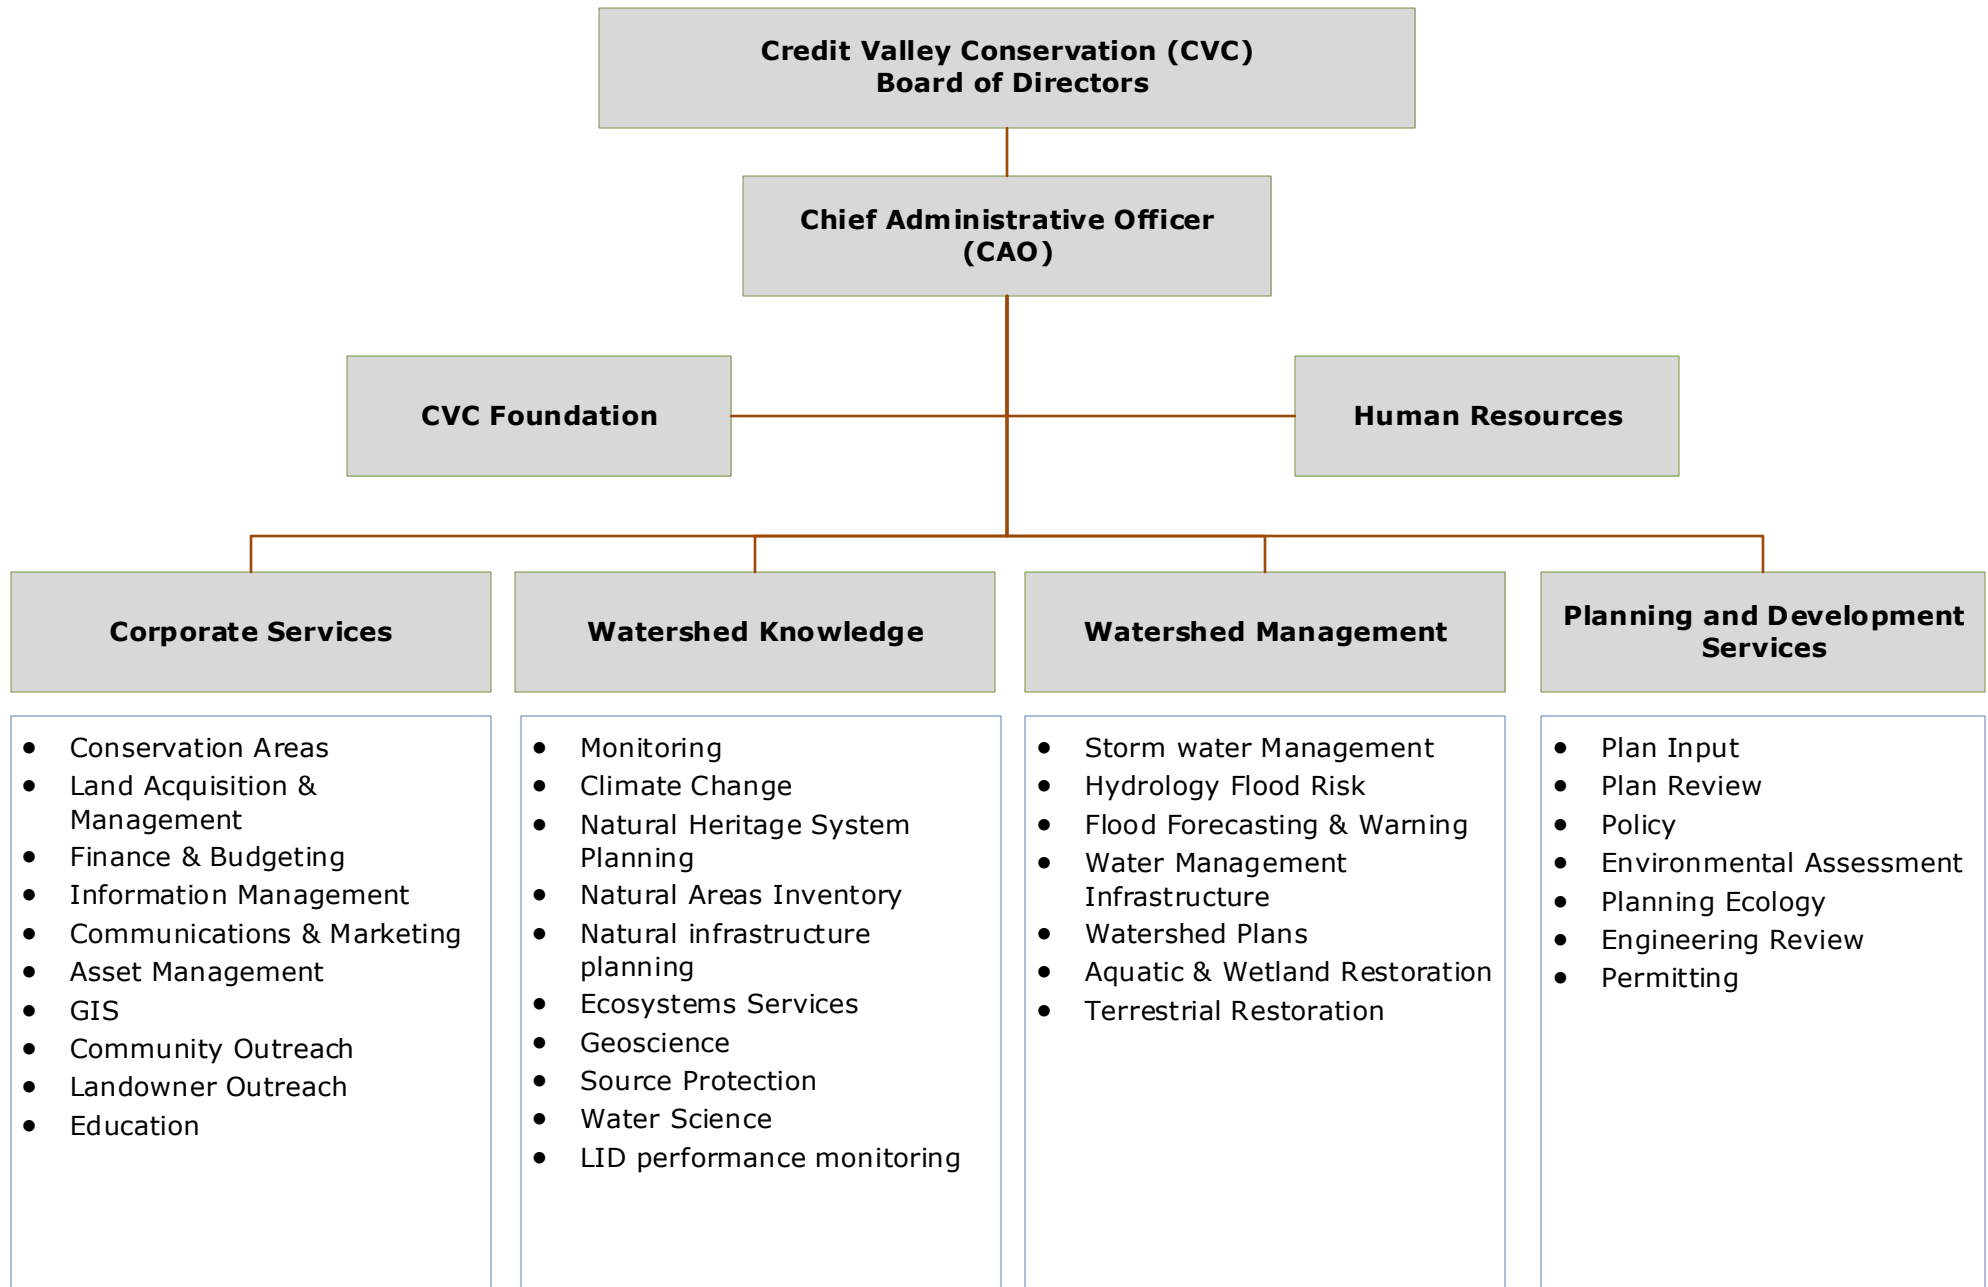 Credit Valley Conservation (CVC)
Board of Directors
Chief Administrative Officer
(CAO)
CVC Foundation
Human Resources
Corporate Services
Watershed Knowledge
Watershed Management
Planning and Development
Services
• Conservation Areas
• Land Acquisition &
Management
• Finance & Budgeting
• Information Management
• Communications & Marketing
• Asset Management
• GIS
• Community Outreach
• Landowner Outreach
• Education
• Monitoring
• Climate Change
• Natural Heritage System
Planning
• Natural Areas Inventory
• Natural infrastructure
planning
• Ecosystems Services
• Geoscience
• Source Protection
• Water Science
• LID performance monitoring
• Storm water Management
• Hydrology Flood Risk
• Flood Forecasting & Warning
• Water Management
Infrastructure
• Watershed Plans
• Aquatic & Wetland Restoration
• Terrestrial Restoration
• Plan Input
• Plan Review
• Policy
• Environmental Assessment
• Planning Ecology
• Engineering Review
• Permitting